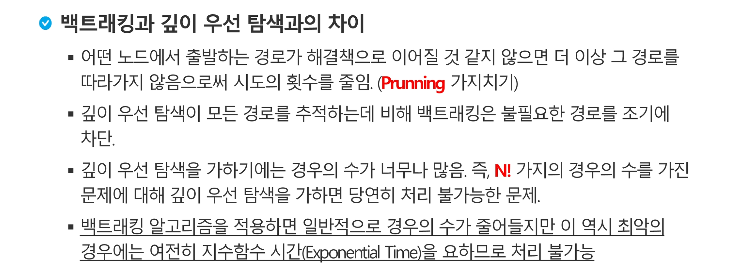 백트래킹과 깊이 우선 탐색과의 차이
▪ 어떤 노드에서 출발하는 경로가 해결책으로 이어질 것 같지 않으면 더 이상 그 경로를
따라가지 않음으로써 시도의 횟수를 줄임. (Prunning 가지치기)
▪ 깊이 우선 탐색이 모든 경로를 추적하는데 비해 백트래킹은 불필요한 경로를 조기에
차단.
▪ 깊이 우선 탐색을 가하기에는 경우의 수가 너무나 많음. 즉, N! 가지의 경우의 수를 가진
문제에 대해 깊이 우선 탐색을 가하면 당연히 처리 불가능한 문제.
▪ 백트래킹 알고리즘을 적용하면 일반적으로 경우의 수가 줄어들지만 이 역시 최악의
경우에는 여전히 지수함수 시간(Exponential Time)을 요하므로 처리 불가능